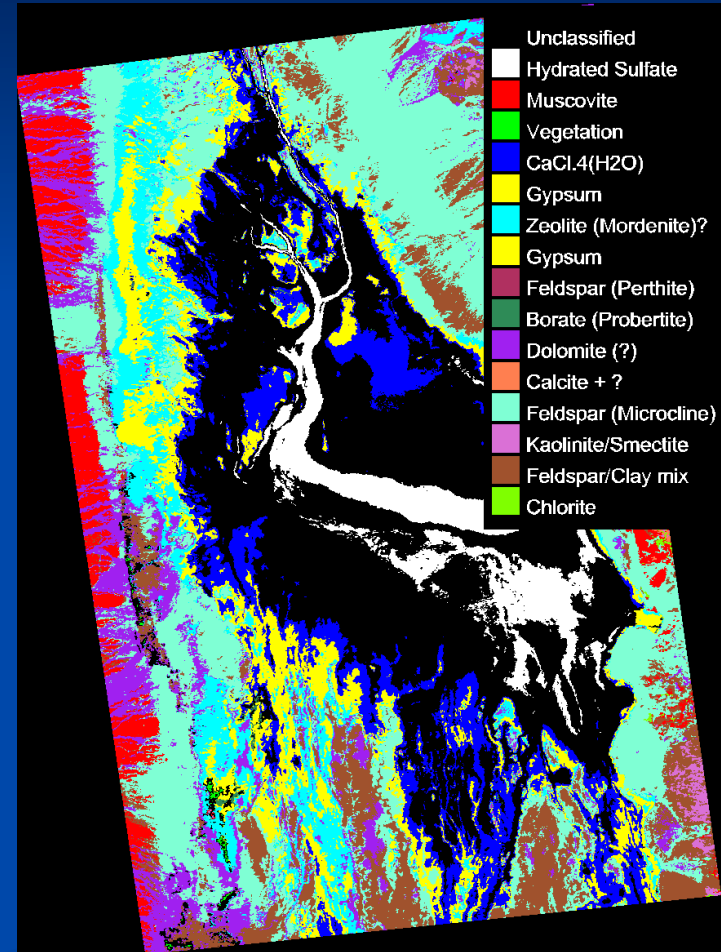 Unclassified
Hydrated Sulfate
Muscovite
Vegetation
CaCl.4(H2O)
Gypsum
Zeolite (Mordenite)?
Gypsum
Feldspar (Perthite)
Borate (Probertite)
Dolomite (?)
Calcite + ?
Feldspar (Microcline)
Kaolinite/Smectite
Feldspar/Clay mix
Chlorite